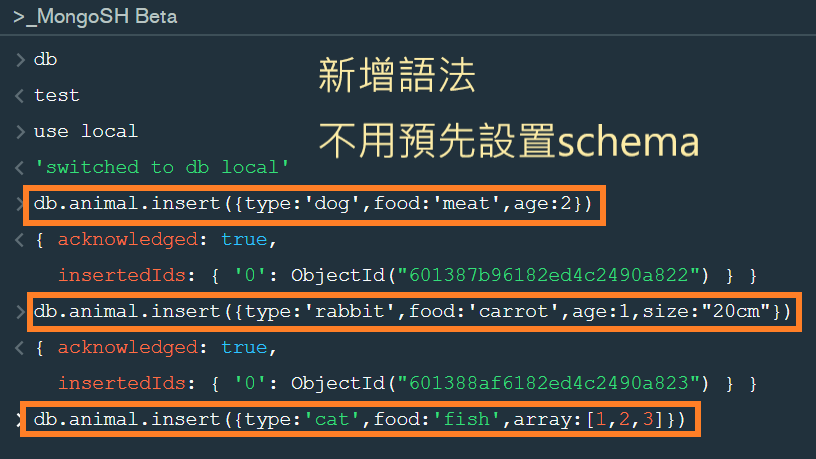 >_MongoSH Beta
> db
新增語法
< test
> use local
不用預先設置schema
< 'switched to db local'
> db.animal.insert({type:'dog',food:'meat',age:2})
< { acknowledged: true,
insertedIds: { '0': ObjectId("601387b96182ed4c2490a822") } }
> db.animal.insert({type:'rabbit',food:'carrot',age:1,size:"20cm"})
< { acknowledged: true,
insertedIds: { '0': ObjectId("601388af6182ed4c2490a823") } }
> db.animal.insert({type:'cat',food:'fish',array:[1,2,3]})